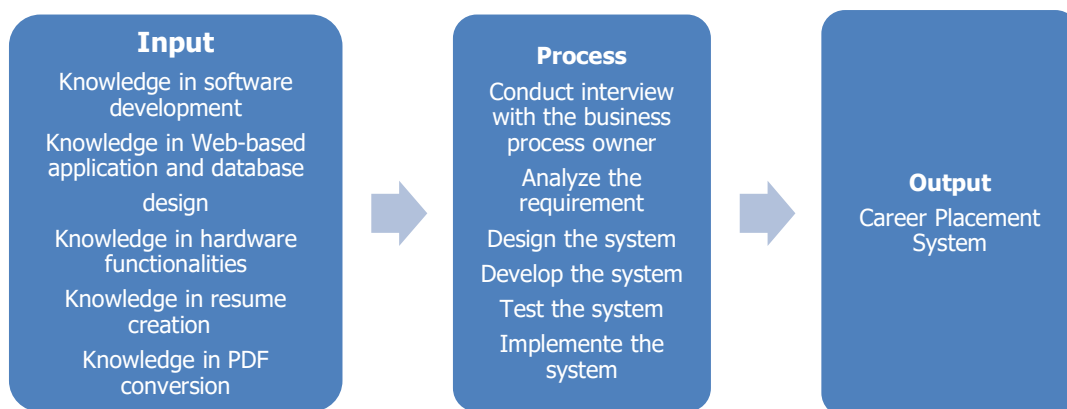 Input
Knowledge in software
development
Knowledge in Web-based
application and database
design
Knowledge in hardware
functionalities
Knowledge in resume
creation
Knowledge in PDF
conversion
Process
Conduct interview
with the business
process owner
Analyze the
requirement
Design the system
Develop the system
Test the system
Implemente the
system
Output
Career Placement
System